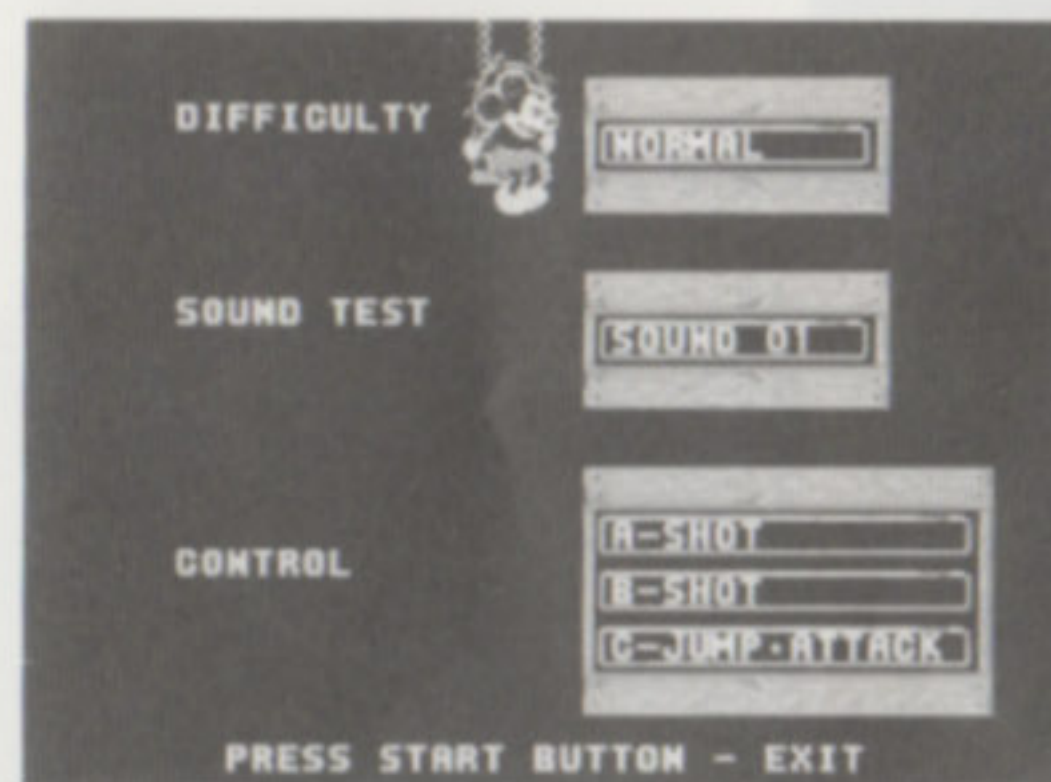 DIFFICULTY
NORMAL
SOUND TEST
SOUND 01
CONTROL
A-SHOT
B-SHOT
C-JUMP·ATTACK
PRESS START BUTTON - EXIT